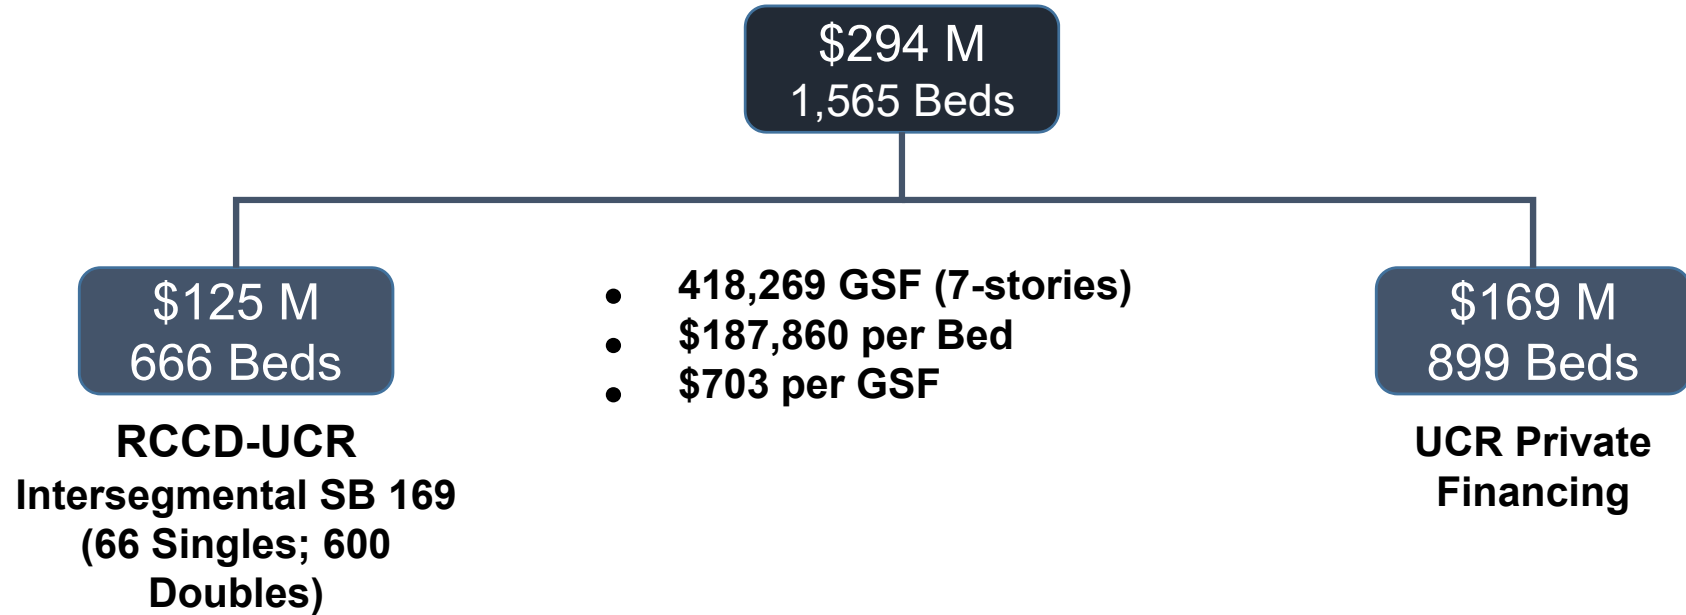 $294 M
1,565 Beds
$125 M
666 Beds
RCCD-UCR
Intersegmental SB 169
(66 Singles; 600
Doubles)
• 418,269 GSF (7-stories)
• $187,860 per Bed
• $703 per GSF
$169 M
899 Beds
UCR Private
Financing